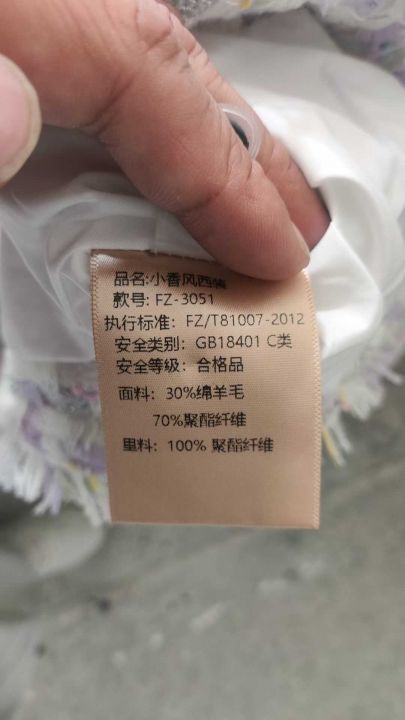 品名:小香风西装
款号: FZ-3051
执行标准: FZ/T81007-2012
安全类别: GB18401 C类
安全等级: 合格品
面料: 30%绵羊毛
70%聚酯纤维
里料: 100% 聚酯纤维